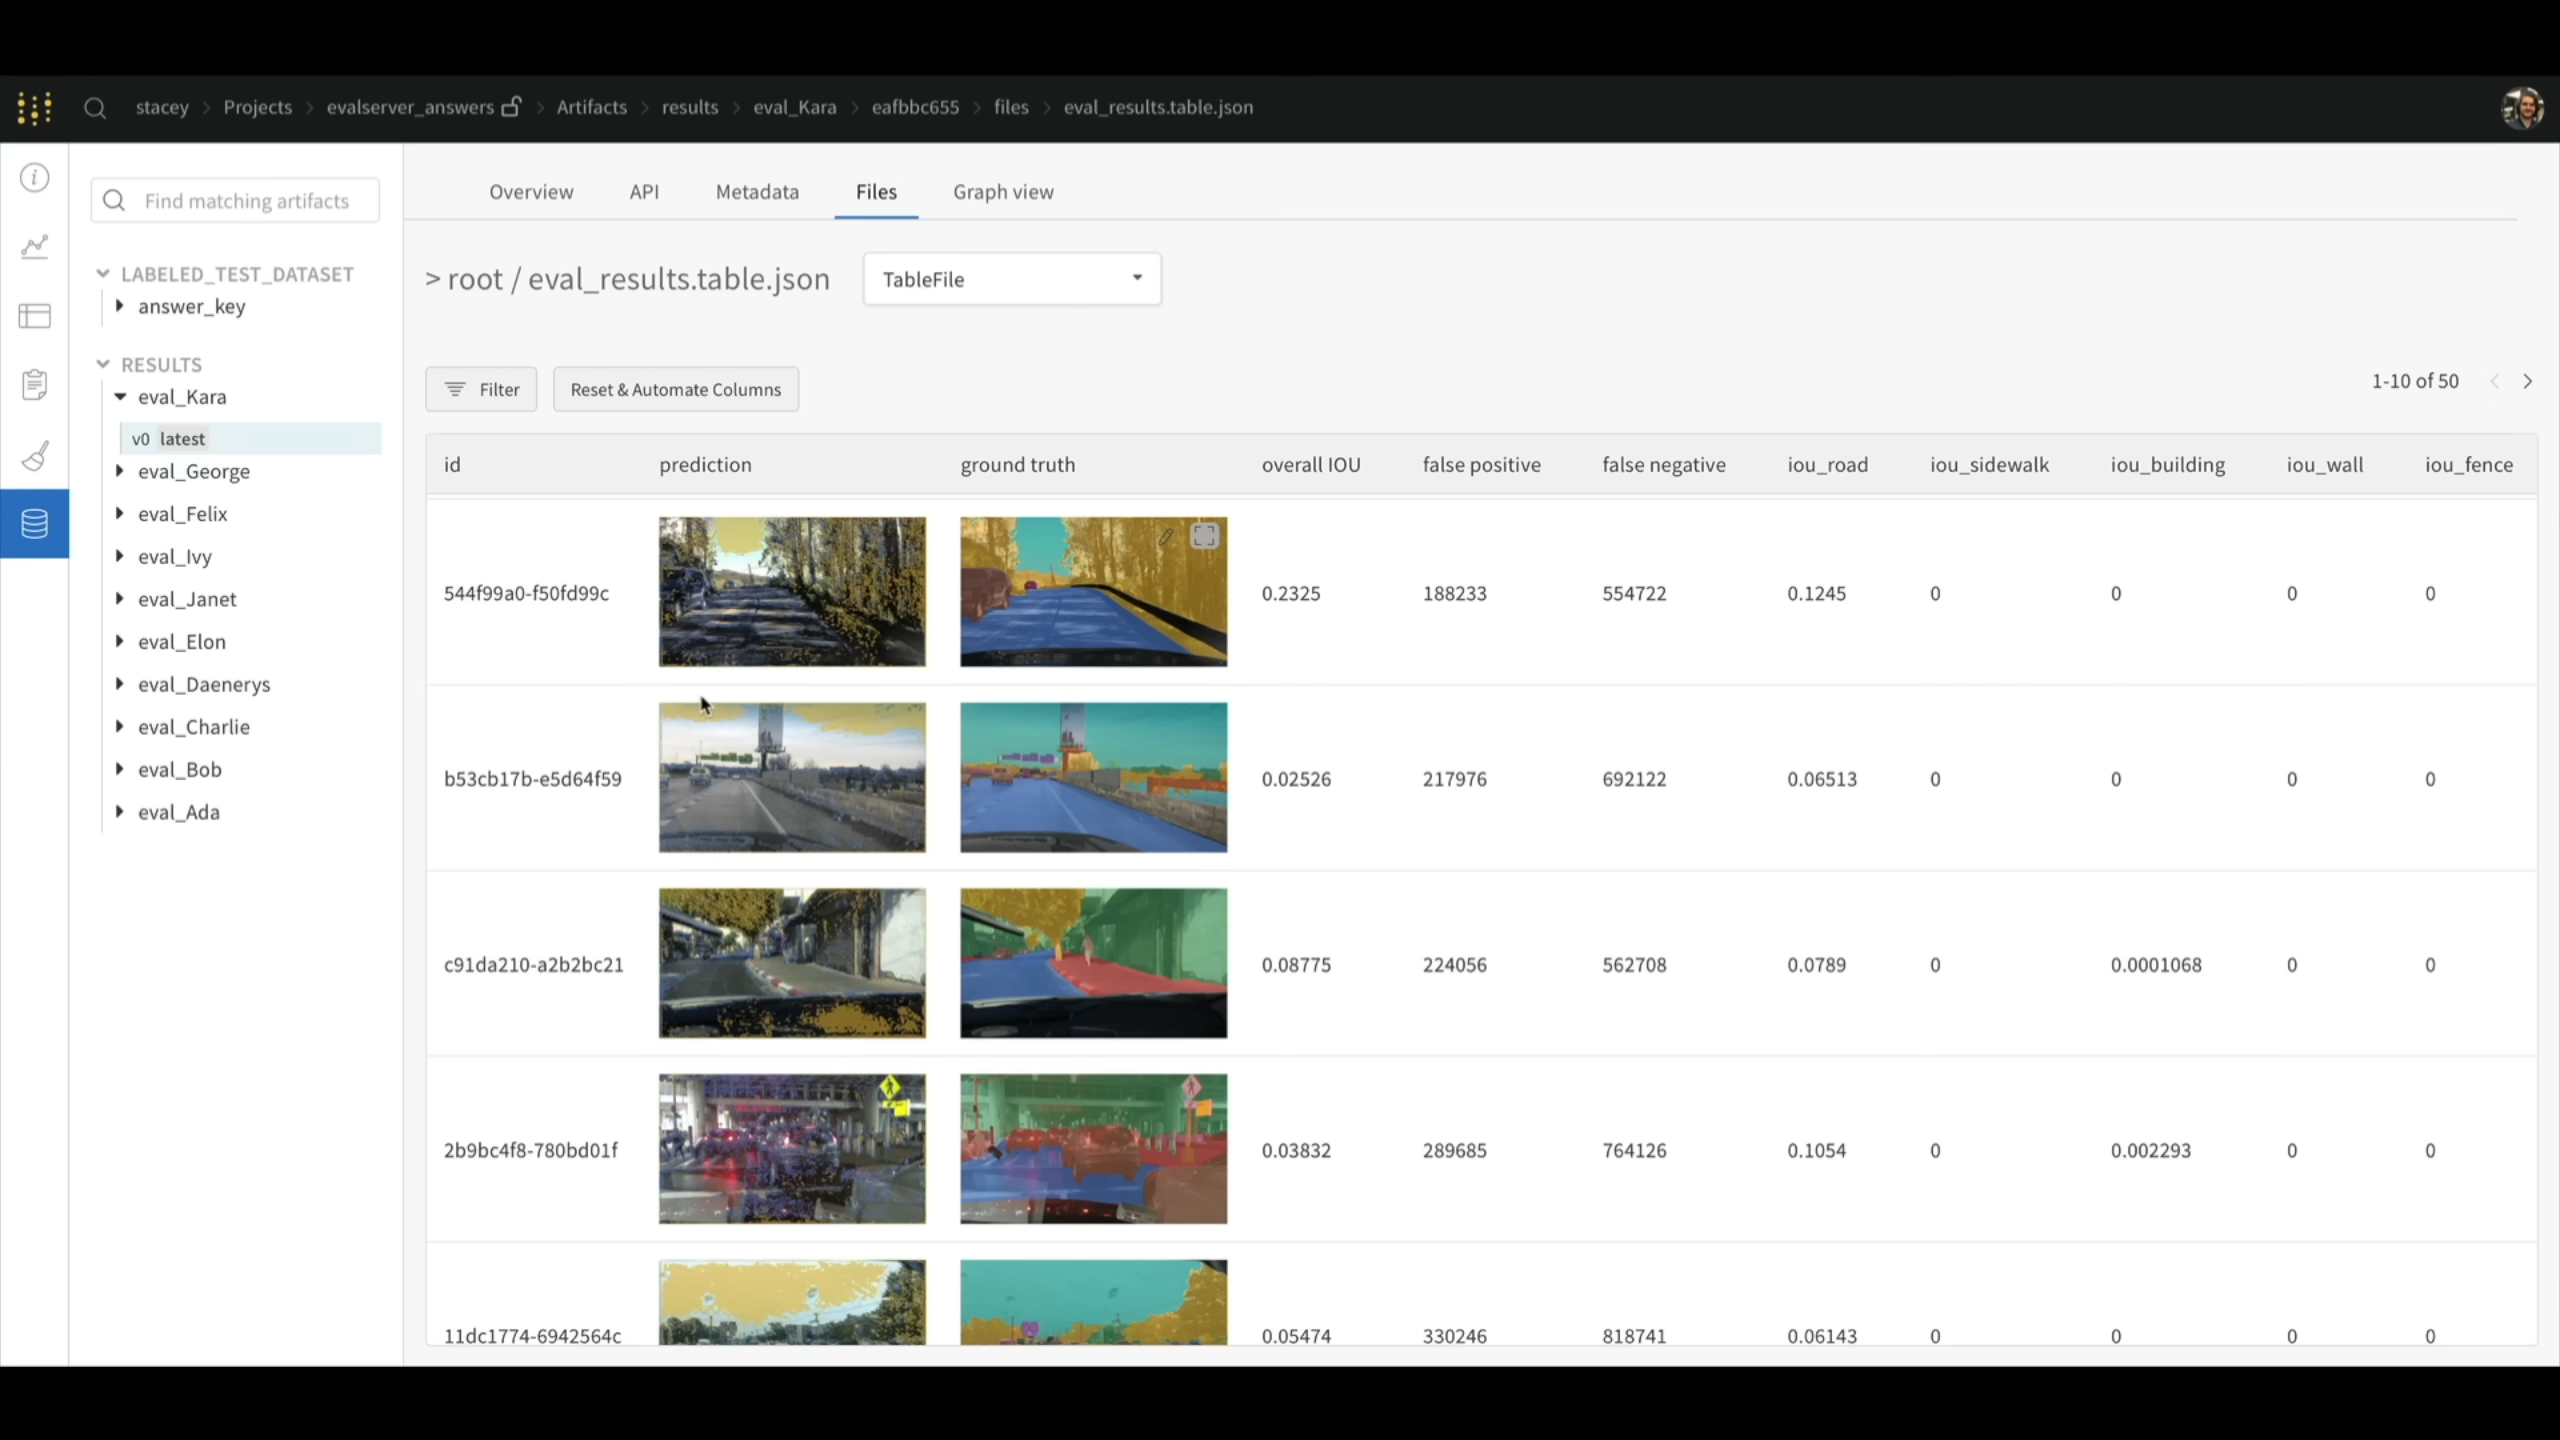 stacey > Projects > evalserver_answers > Artifacts > results > eval_Kara > eafbbc655 > files > eval_results.table.json
Find matching artifacts
LABELED_TEST_DATASET
answer_key
RESULTS
eval_Kara
v0 latest
eval_George
eval_Felix
eval_Ivy
eval_Janet
eval_Elon
eval_Daenerys
eval_Charlie
eval_Bob
eval_Ada
Overview API Metadata Files Graph view
> root / eval_results.table.json TableFile
Filter Reset & Automate Columns 1-10 of 50
id prediction ground truth overall IOU false positive false negative iou_road iou_sidewalk iou_building iou_wall iou_fence
544f99a0-f50fd99c 0.2325 188233 554722 0.1245 0 0 0 0
b53cb17b-e5d64f59 0.02526 217976 692122 0.06513 0 0 0 0
c91da210-a2b2bc21 0.08775 224056 562708 0.0789 0 0.0001068 0 0
2b9bc4f8-780bd01f 0.03832 289685 764126 0.1054 0 0.002293 0 0
11dc1774-6942564c 0.05474 330246 818741 0.06143 0 0 0 0